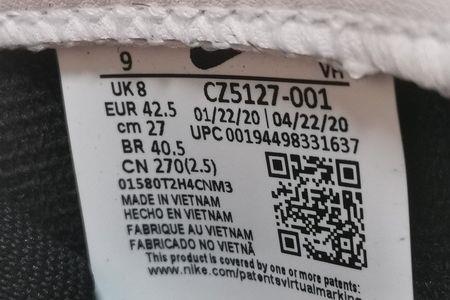 9 VH
UK 8 CZ5127-001
EUR 42.5 01/22/20 04/22/20
cm 27 UPC 00194498331637
BR 40.5
CN 270(2.5)
01580T2H4CNM3
MADE IN VIETNAM
HECHO EN VIETNAM
FABRIQUE AU VIETNAM
FABRICADO NO VIETNÃ
This product is covered by one or more patents:
www.nike.com/patentsvirtualmarking